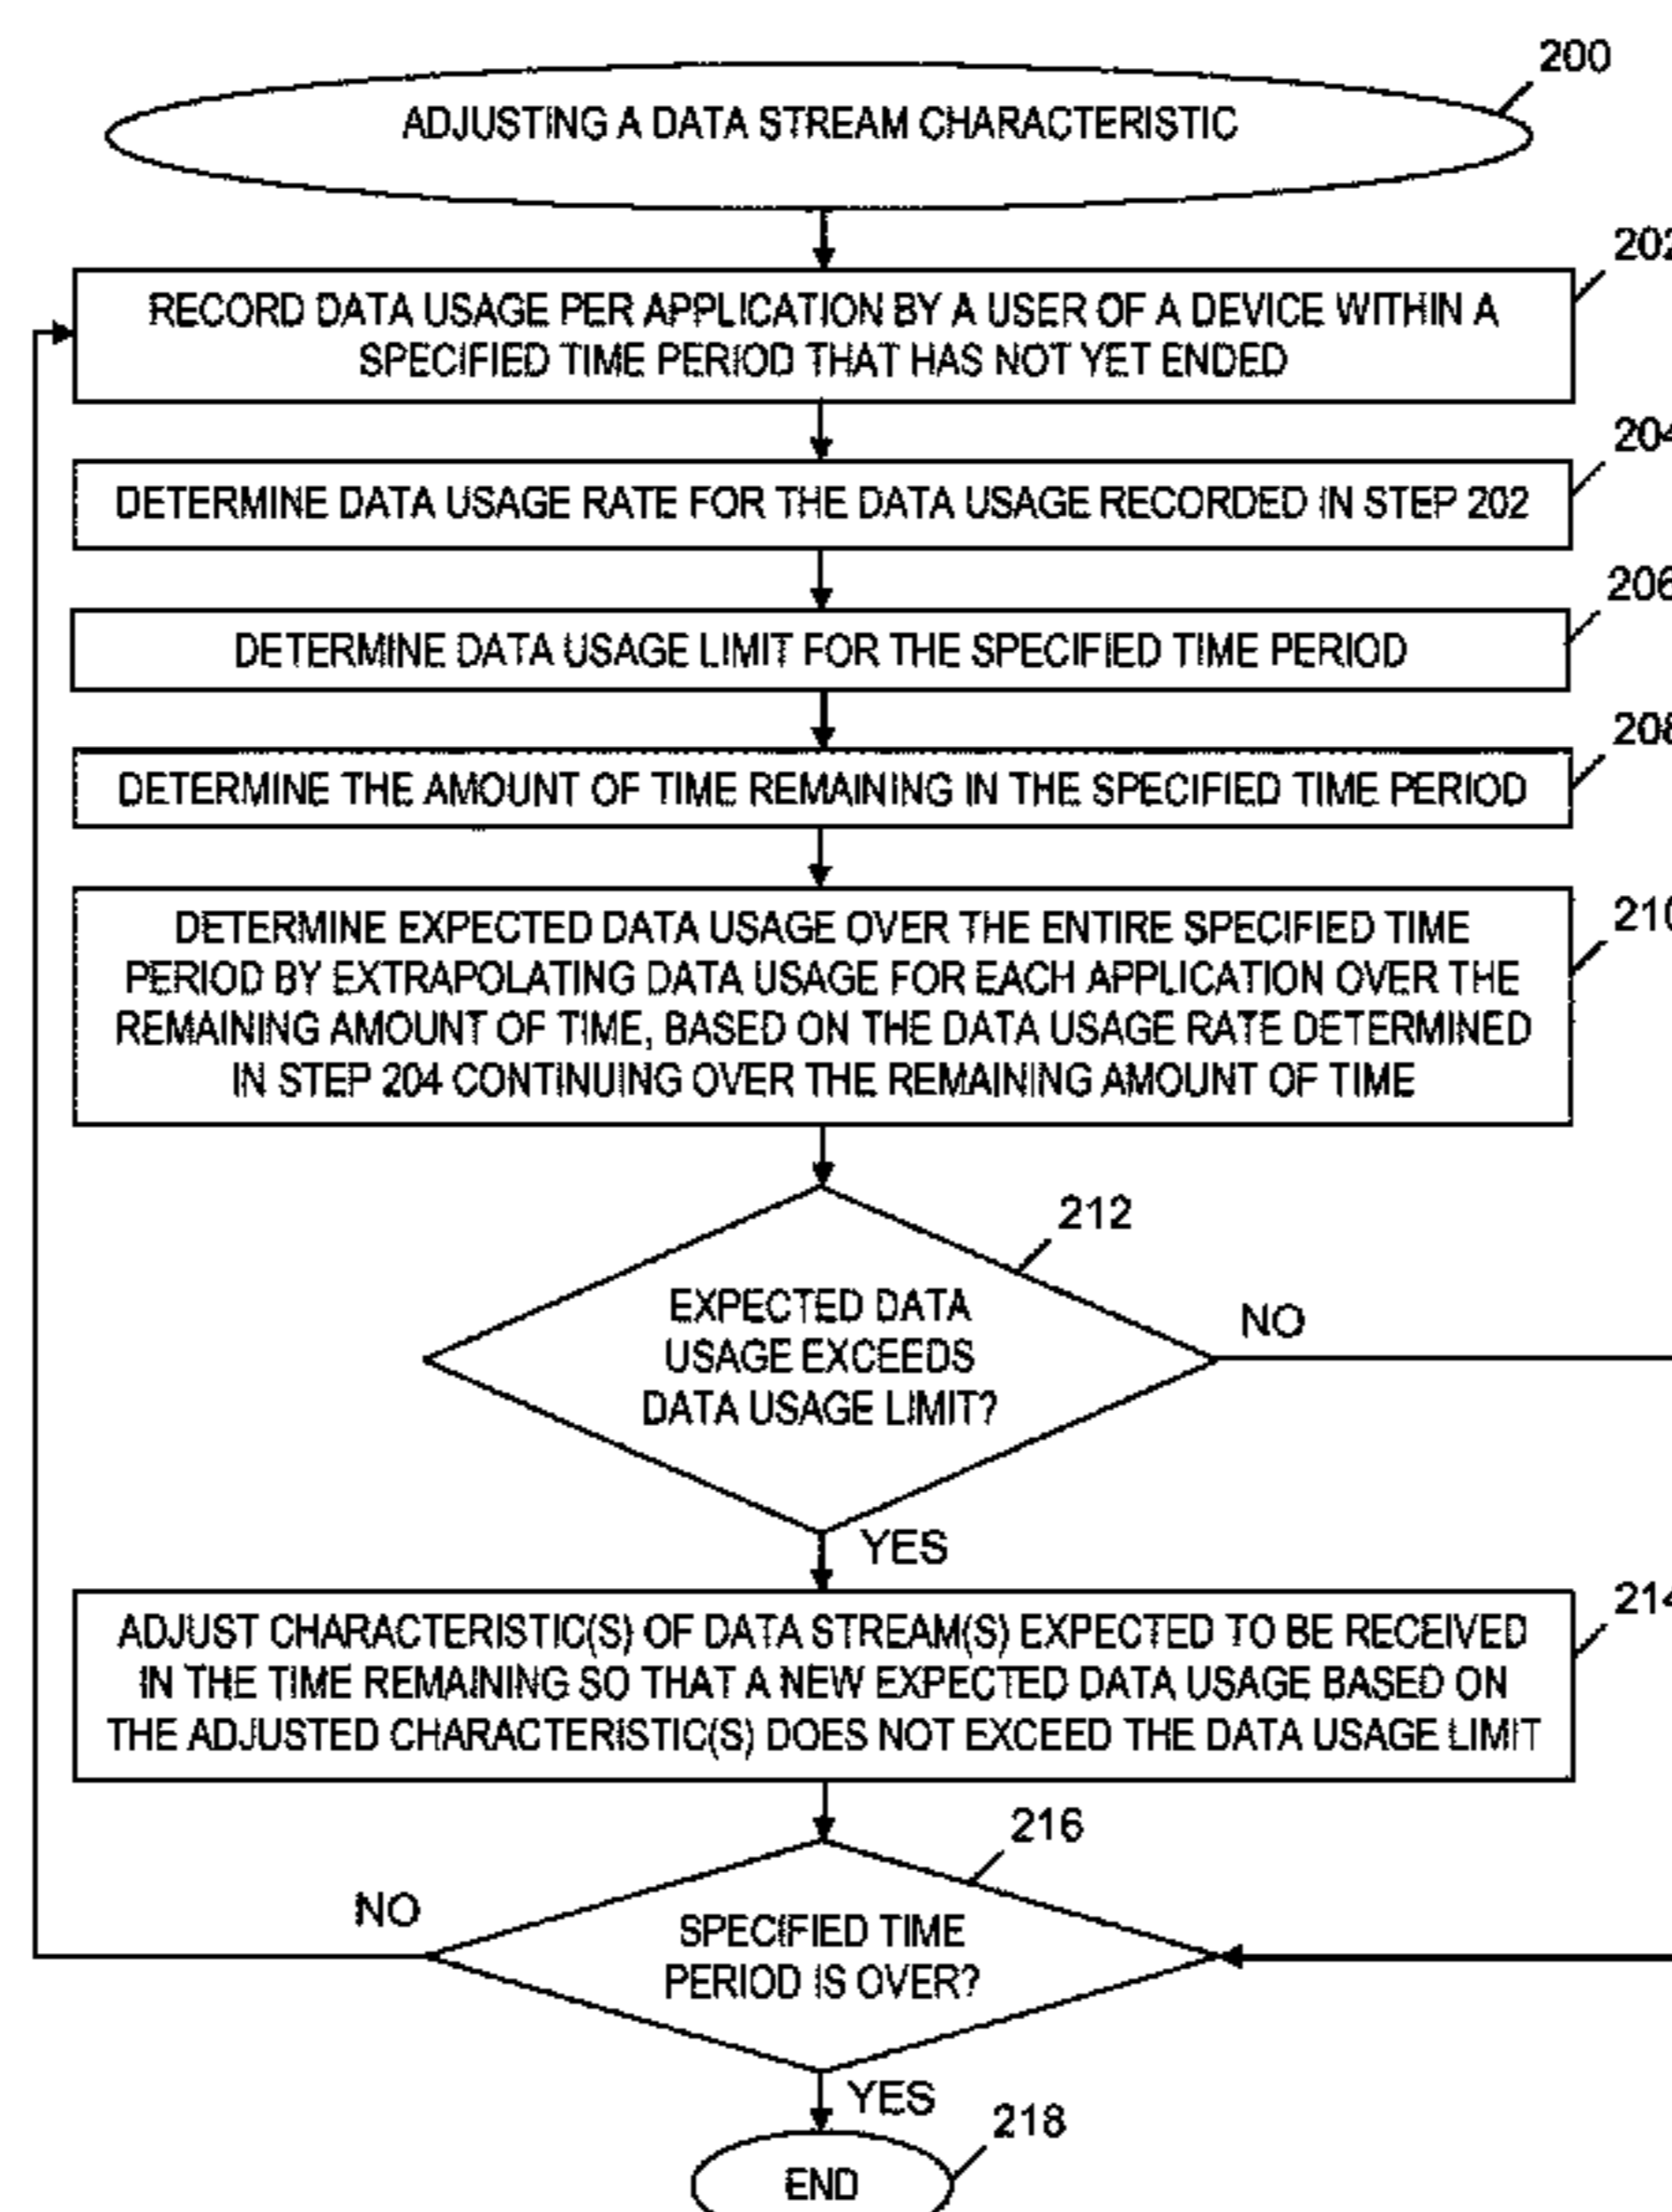 200
ADJUSTING A DATA STREAM CHARACTERISTIC
202
RECORD DATA USAGE PER APPLICATION BY A USER OF A DEVICE WITHIN A
SPECIFIED TIME PERIOD THAT HAS NOT YET ENDED
204
DETERMINE DATA USAGE RATE FOR THE DATA USAGE RECORDED IN STEP 202
206
DETERMINE DATA USAGE LIMIT FOR THE SPECIFIED TIME PERIOD
208
DETERMINE THE AMOUNT OF TIME REMAINING IN THE SPECIFIED TIME PERIOD
210
DETERMINE EXPECTED DATA USAGE OVER THE ENTIRE SPECIFIED TIME
PERIOD BY EXTRAPOLATING DATA USAGE FOR EACH APPLICATION OVER THE
REMAINING AMOUNT OF TIME, BASED ON THE DATA USAGE RATE DETERMINED
IN STEP 204 CONTINUING OVER THE REMAINING AMOUNT OF TIME
212
EXPECTED DATA
USAGE EXCEEDS
DATA USAGE LIMIT?
NO
YES
214
ADJUST CHARACTERISTIC(S) OF DATA STREAM(S) EXPECTED TO BE RECEIVED
IN THE TIME REMAINING SO THAT A NEW EXPECTED DATA USAGE BASED ON
THE ADJUSTED CHARACTERISTIC(S) DOES NOT EXCEED THE DATA USAGE LIMIT
216
NO
SPECIFIED TIME
PERIOD IS OVER?
YES
218
END